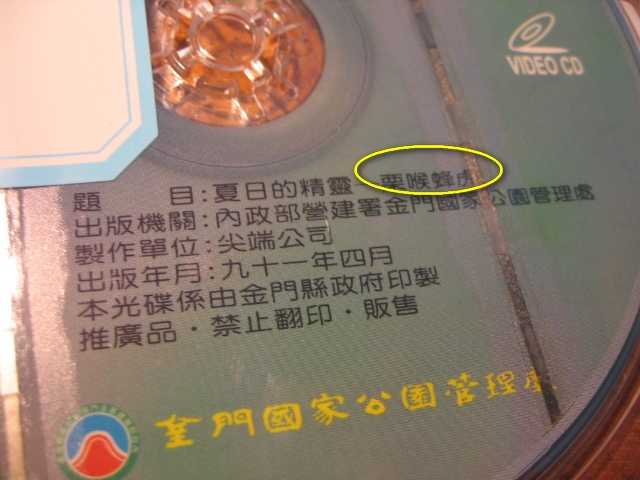 VIDEO CD
題 目:夏日的精靈—栗喉蜂虎
出版機關:內政部營建署金門國家公園管理處
製作單位:尖端公司
出版年月:九十一年四月
本光碟係由金門縣政府印製
推廣品・禁止翻印・販售
金門國家公園管理處